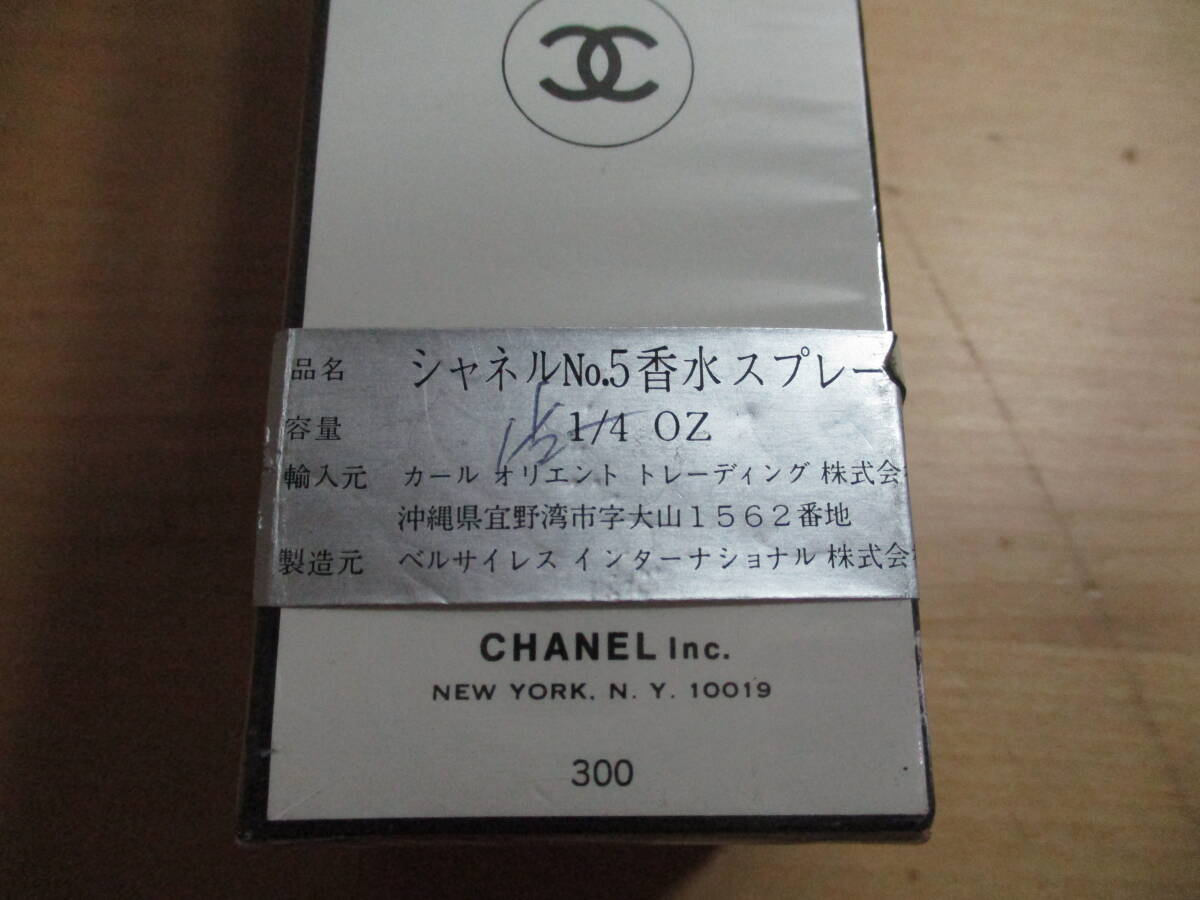 品名 シャネルNo.5香水スプレー
容量 1/4 OZ
輸入元 カール オリエント トレーディング 株式会
沖縄県宜野湾市字大山1562番地
製造元 ベルサイレス インターナショナル 株式会
CHANEL Inc.
NEW YORK, N. Y. 10019
300